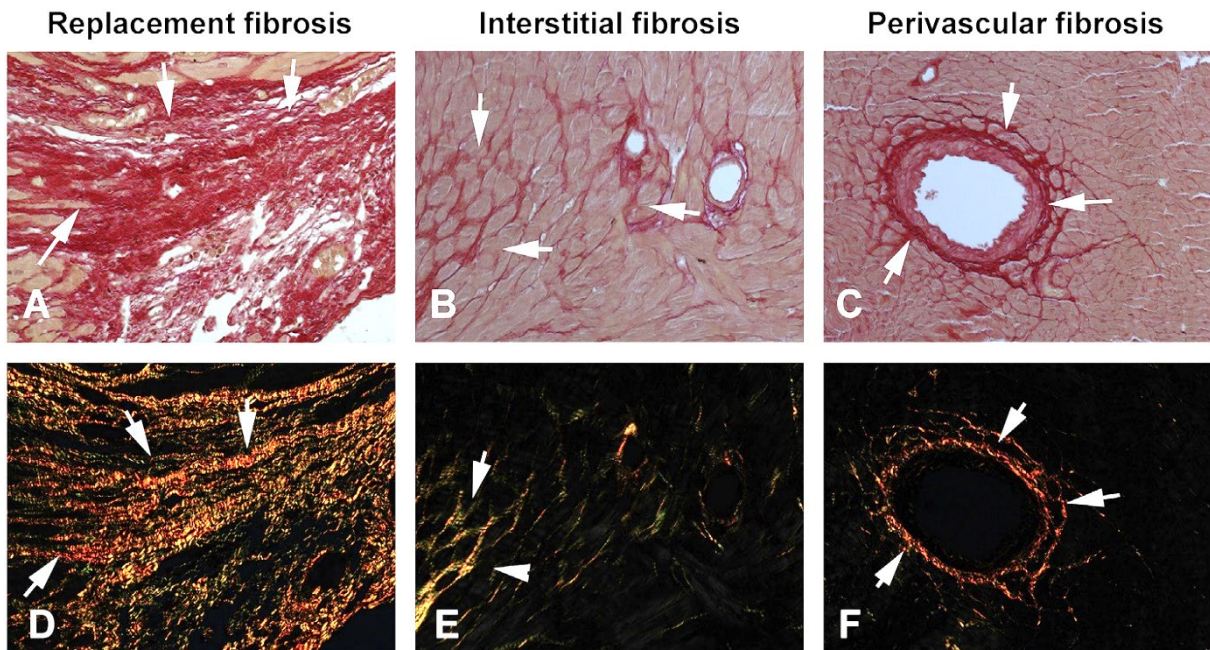 Replacement fibrosis
Interstitial fibrosis
Perivascular fibrosis
A
B
C
D
E
F